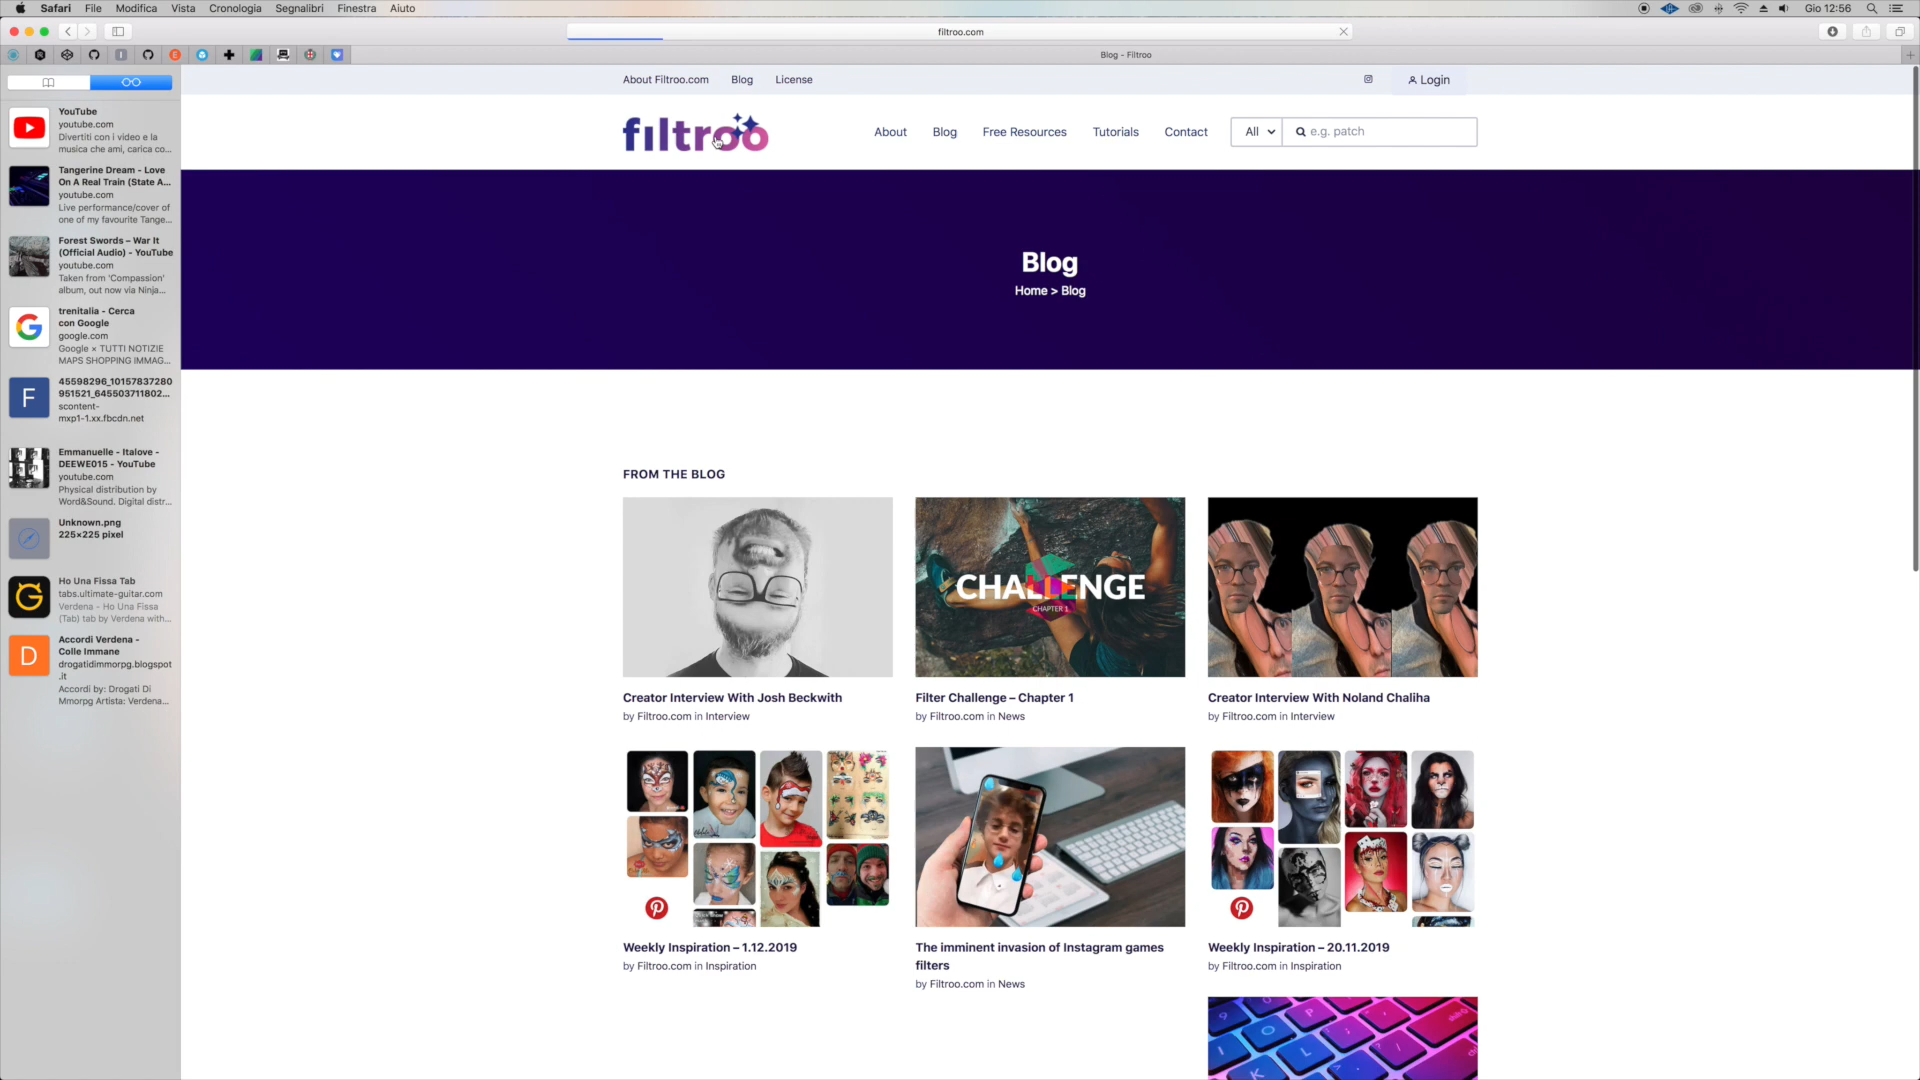 Safari File Modifica Vista Cronologia Segnalibri Finestra Aiuto Gio 12:56
filtroo.com
Blog - Filtroo
YouTube
youtube.com
Divertiti con i video e la
musica che ami, carica co...
Tangerine Dream - Love
On A Real Train (State A...
youtube.com
Live performance/cover of
one of my favourite Tange...
Forest Swords – War It
(Official Audio) - YouTube
youtube.com
Taken from 'Compassion'
album, out now via Ninja...
trenitalia - Cerca
con Google
google.com
Google × TUTTI NOTIZIE
MAPS SHOPPING IMMAG...
F
45598296_10157837280
951521_645503711802...
scontent-
mxp1-1.xx.fbcdn.net
Emmanuelle - Italove -
DEEWE015 - YouTube
youtube.com
Physical distribution by
Word&Sound. Digital distr...
Unknown.png
225×225 pixel
Ho Una Fissa Tab
tabs.ultimate-guitar.com
Verdena - Ho Una Fissa
(Tab) tab by Verdena with...
D
Accordi Verdena -
Colle Immane
drogatidimmorpg.blogspot
.it
Accordi by: Drogati Di
Mmorpg Artista: Verdena...
About Filtroo.com Blog License Login
filtroo
About Blog Free Resources Tutorials Contact All e.g. patch
Blog
Home > Blog
FROM THE BLOG
CHALLENGE
CHAPTER 1
Creator Interview With Josh Beckwith
by Filtroo.com in Interview
Filter Challenge – Chapter 1
by Filtroo.com in News
Creator Interview With Noland Chaliha
by Filtroo.com in Interview
Weekly Inspiration – 1.12.2019
by Filtroo.com in Inspiration
The imminent invasion of Instagram games
filters
by Filtroo.com in News
Weekly Inspiration – 20.11.2019
by Filtroo.com in Inspiration